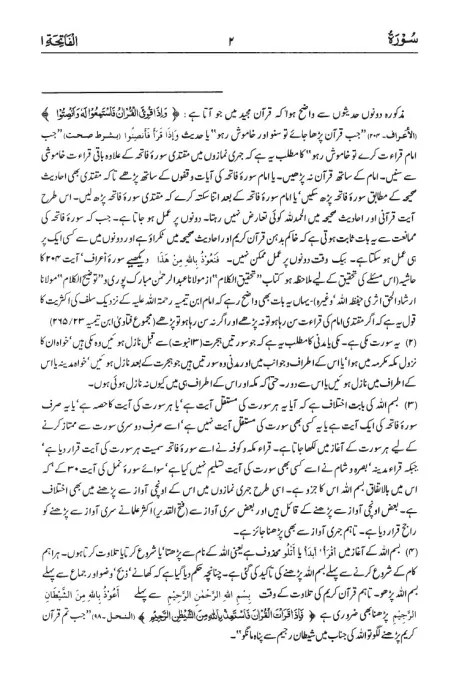 سُوْرَةُ ۲ الْفَاتِحَة ۱
مذکورہ دونوں حدیثوں سے واضح ہوا کہ قرآن مجید میں جو آتا ہے: ﴿وَإِذَا قُرِئَ الْقُرْآنُ فَاسْتَمِعُوا لَهُ وَأَنْصِتُوا﴾
(الأعراف-۲۰۴) ”جب قرآن پڑھا جائے تو سنو اور خاموش رہو“ یا حدیث وَإِذَا قَرَأَ فَأَنْصِتُوا (بشرط صحت) ”جب
امام قراءت کرے تو خاموش رہو“ کا مطلب یہ ہے کہ جہری نمازوں میں مقتدی سورۂ فاتحہ کے علاوہ باقی قراءت خاموشی
سے سنیں۔ امام کے ساتھ قرآن نہ پڑھیں۔ یا امام سورۂ فاتحہ کی آیات وقفوں کے ساتھ پڑھے تاکہ مقتدی بھی احادیث
صحیحہ کے مطابق سورۂ فاتحہ پڑھ سکیں‘ یا امام سورۂ فاتحہ کے بعد اتنا سکتہ کرے کہ مقتدی سورۂ فاتحہ پڑھ لیں۔ اس طرح
آیت قرآنی اور احادیث صحیحہ میں الحمدللہ کوئی تعارض نہیں رہتا۔ دونوں پر عمل ہو جاتا ہے۔ جب کہ سورۂ فاتحہ کی
ممانعت سے یہ بات ثابت ہوتی ہے کہ خاکم بدہن قرآن کریم اور احادیث صحیحہ میں ٹکراؤ ہے اور دونوں میں سے کسی ایک پر
ہی عمل ہو سکتا ہے۔ بیک وقت دونوں پر عمل ممکن نہیں۔ فَنَعُوْذُ بِاللهِ مِنْ هٰذَا دیکھیے سورۂ اعراف‘ آیت ۲۰۴ کا
حاشیہ (اس مسئلے کی تحقیق کے لیے ملاحظہ ہو کتاب ”تحقیق الکلام“ از مولانا عبدالرحمٰن مبارک پوری و ”توضیح الکلام“ مولانا
ارشاد الحق اثری حفظہ اللہ‘ وغیرہ)۔ یہاں یہ بات بھی واضح رہے کہ امام ابن تیمیہ رحمۃ اللہ علیہ کے نزدیک سلف کی اکثریت کا
قول یہ ہے کہ اگر مقتدی امام کی قراءت سن رہا ہو تو نہ پڑھے اور اگر نہ سن رہا ہو تو پڑھے (مجموع فتاویٰ ابن تیمیہ ۲۳/ ۲۶۵)
(۲) یہ سورت مکی ہے۔ مکی یا مدنی کا مطلب یہ ہے کہ جو سورتیں ہجرت (۱۳ نبوت) سے قبل نازل ہوئیں وہ مکی ہیں‘ خواہ ان کا
نزول مکہ مکرمہ میں ہوا‘ یا اس کے اطراف و جوانب میں اور مدنی وہ سورتیں ہیں جو ہجرت کے بعد نازل ہوئیں‘ خواہ مدینہ یا اس
کے اطراف میں نازل ہوئیں یا اس سے دور۔ حتیٰ کہ مکہ اور اس کے اطراف ہی میں کیوں نہ نازل ہوئی ہوں۔
(۳) بسم اللہ کی بابت اختلاف ہے کہ آیا یہ ہر سورت کی مستقل آیت ہے‘ یا ہر سورت کی آیت کا حصہ ہے‘ یا یہ صرف
سورۂ فاتحہ کی ایک آیت ہے یا یہ کسی بھی سورت کی مستقل آیت نہیں ہے‘ اسے صرف دوسری سورت سے ممتاز کرنے
کے لیے ہر سورت کے آغاز میں لکھا جاتا ہے۔ قراء مکہ و کوفہ نے اسے سورۂ فاتحہ سمیت ہر سورت کی آیت قرار دیا ہے‘
جبکہ قراء مدینہ‘ بصرہ و شام نے اسے کسی بھی سورت کی آیت تسلیم نہیں کیا ہے‘ سوائے سورۂ نمل کی آیت ۳۰ کے‘ کہ
اس میں بالاتفاق بسم اللہ اس کا جزو ہے۔ اسی طرح جہری نمازوں میں اس کے اونچی آواز سے پڑھنے میں بھی اختلاف
ہے۔ بعض اونچی آواز سے پڑھنے کے قائل ہیں اور بعض سری آواز سے (فتح القدیر) اکثر علما نے سری آواز سے پڑھنے کو
رائج قرار دیا ہے۔ تاہم جہری آواز سے بھی پڑھنا جائز ہے۔
(۴) بسم اللہ کے آغاز میں أَقْرَأُ‘ أَبْدَأُ یا أَتْلُو محذوف ہے یعنی اللہ کے نام سے پڑھتا‘ یا شروع کرتا یا تلاوت کرتا ہوں۔ ہر اہم
کام کے شروع کرنے سے پہلے بسم اللہ پڑھنے کی تاکید کی گئی ہے۔ چنانچہ حکم دیا گیا ہے کہ کھانے‘ ذبح‘ وضو اور جماع سے پہلے
بسم اللہ پڑھو۔ تاہم قرآن کریم کی تلاوت کے وقت بِسْمِ اللهِ الرَّحْمٰنِ الرَّحِيْمِ سے پہلے أَعُوْذُ بِاللهِ مِنَ الشَّيْطَانِ
الرَّجِيْمِ پڑھنا بھی ضروری ہے ﴿فَإِذَا قَرَأْتَ الْقُرْآنَ فَاسْتَعِذْ بِاللهِ مِنَ الشَّيْطٰنِ الرَّجِيْمِ﴾ (النحل-۹۸) ”جب تم قرآن
کریم پڑھنے لگو تو اللہ کی جناب میں شیطان رجیم سے پناہ مانگو“۔